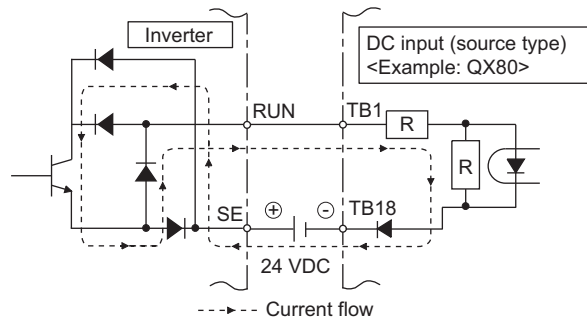 Inverter
DC input (source type)
<Example: QX80>
RUN
TB1
R
R
SE
+
-
TB18
24 VDC
Current flow